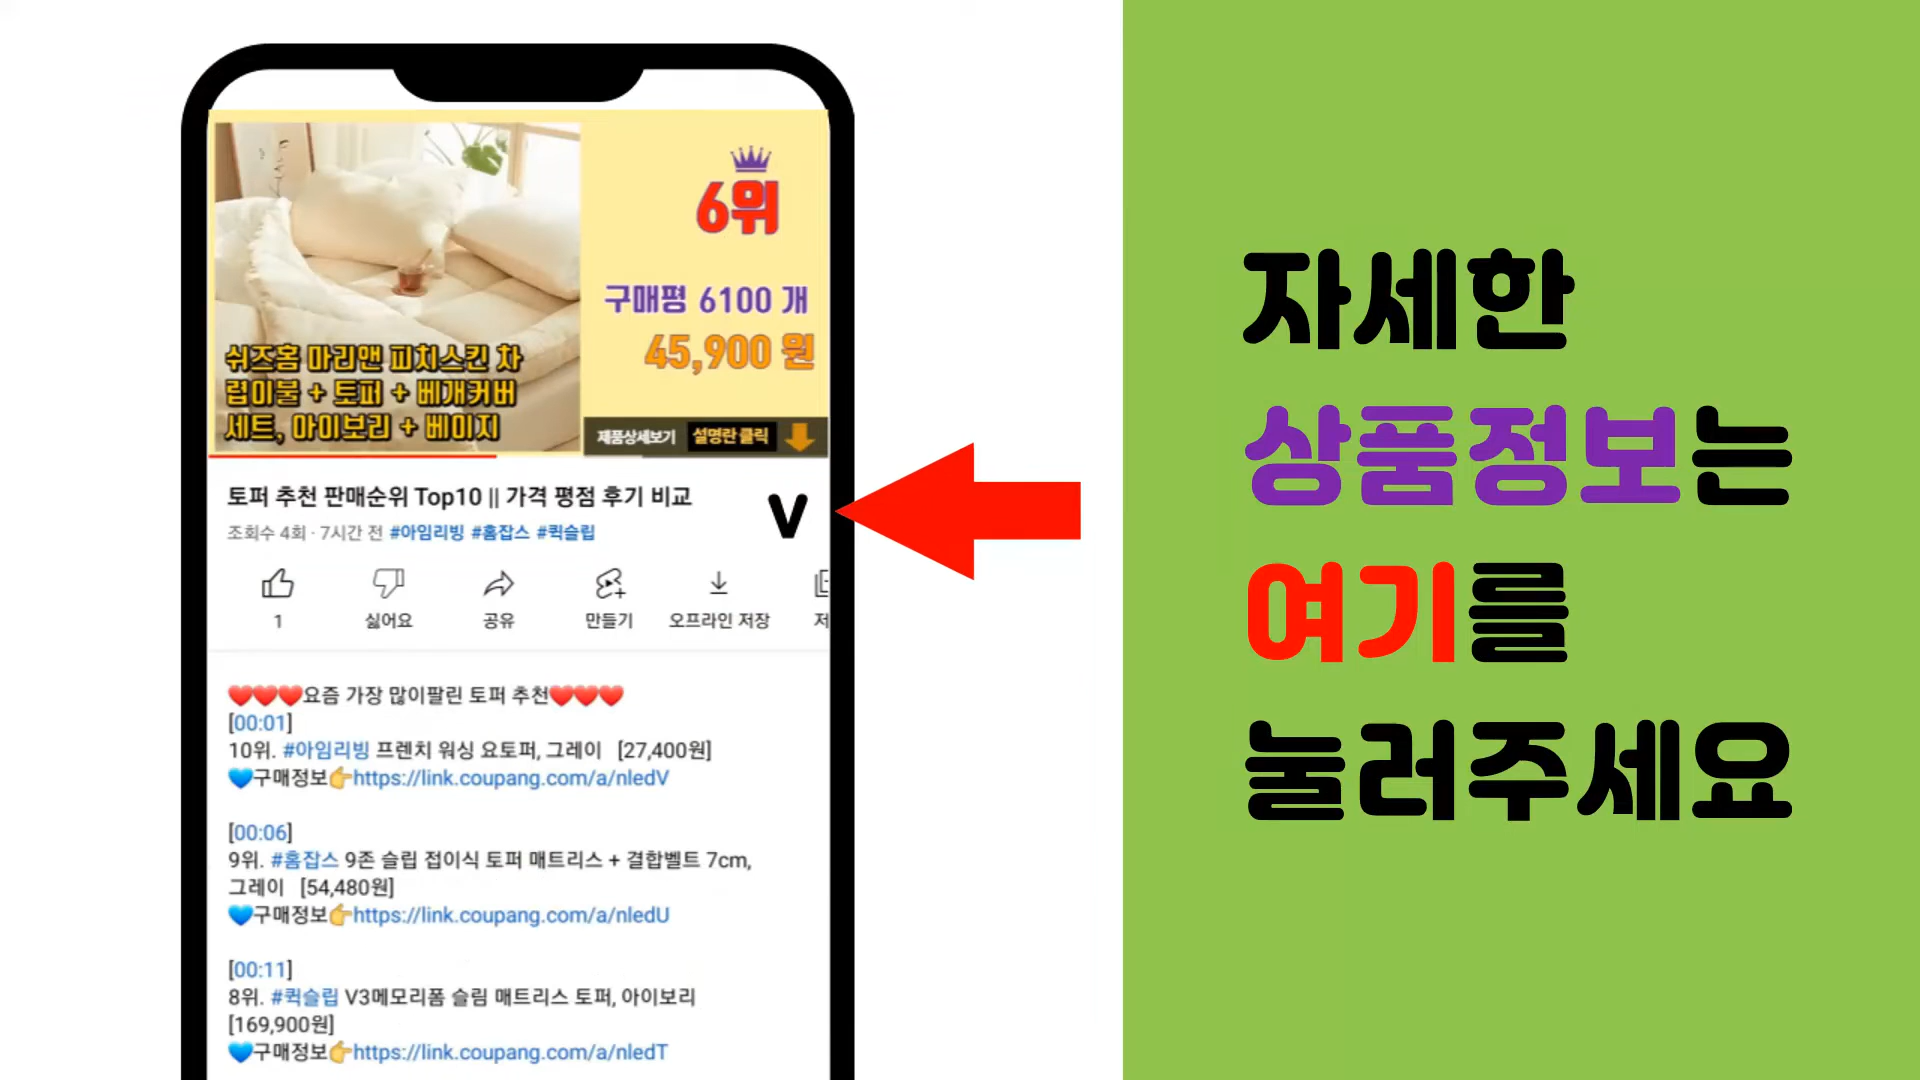 6위
구매평 6100 개
45,900 원
쉬즈홈 마리앤 피치스킨 차
렵이불 + 토퍼 + 베개커버
세트, 아이보리 + 베이지
제품상세보기 설명란 클릭
토퍼 추천 판매순위 Top10 || 가격 평점 후기 비교
V
조회수 4회 · 7시간 전 #아임리빙 #홈잡스 #퀵슬립
1 싫어요 공유 만들기 오프라인 저장 저
❤️❤️❤️요즘 가장 많이팔린 토퍼 추천❤️❤️❤️
[00:01]
10위. #아임리빙 프렌치 워싱 요토퍼, 그레이 [27,400원]
💙구매정보👉https://link.coupang.com/a/nledV
[00:06]
9위. #홈잡스 9존 슬립 접이식 토퍼 매트리스 + 결합벨트 7cm,
그레이 [54,480원]
💙구매정보👉https://link.coupang.com/a/nledU
[00:11]
8위. #퀵슬립 V3메모리폼 슬림 매트리스 토퍼, 아이보리
[169,900원]
💙구매정보👉https://link.coupang.com/a/nledT
자세한
상품정보는
여기를
눌러주세요